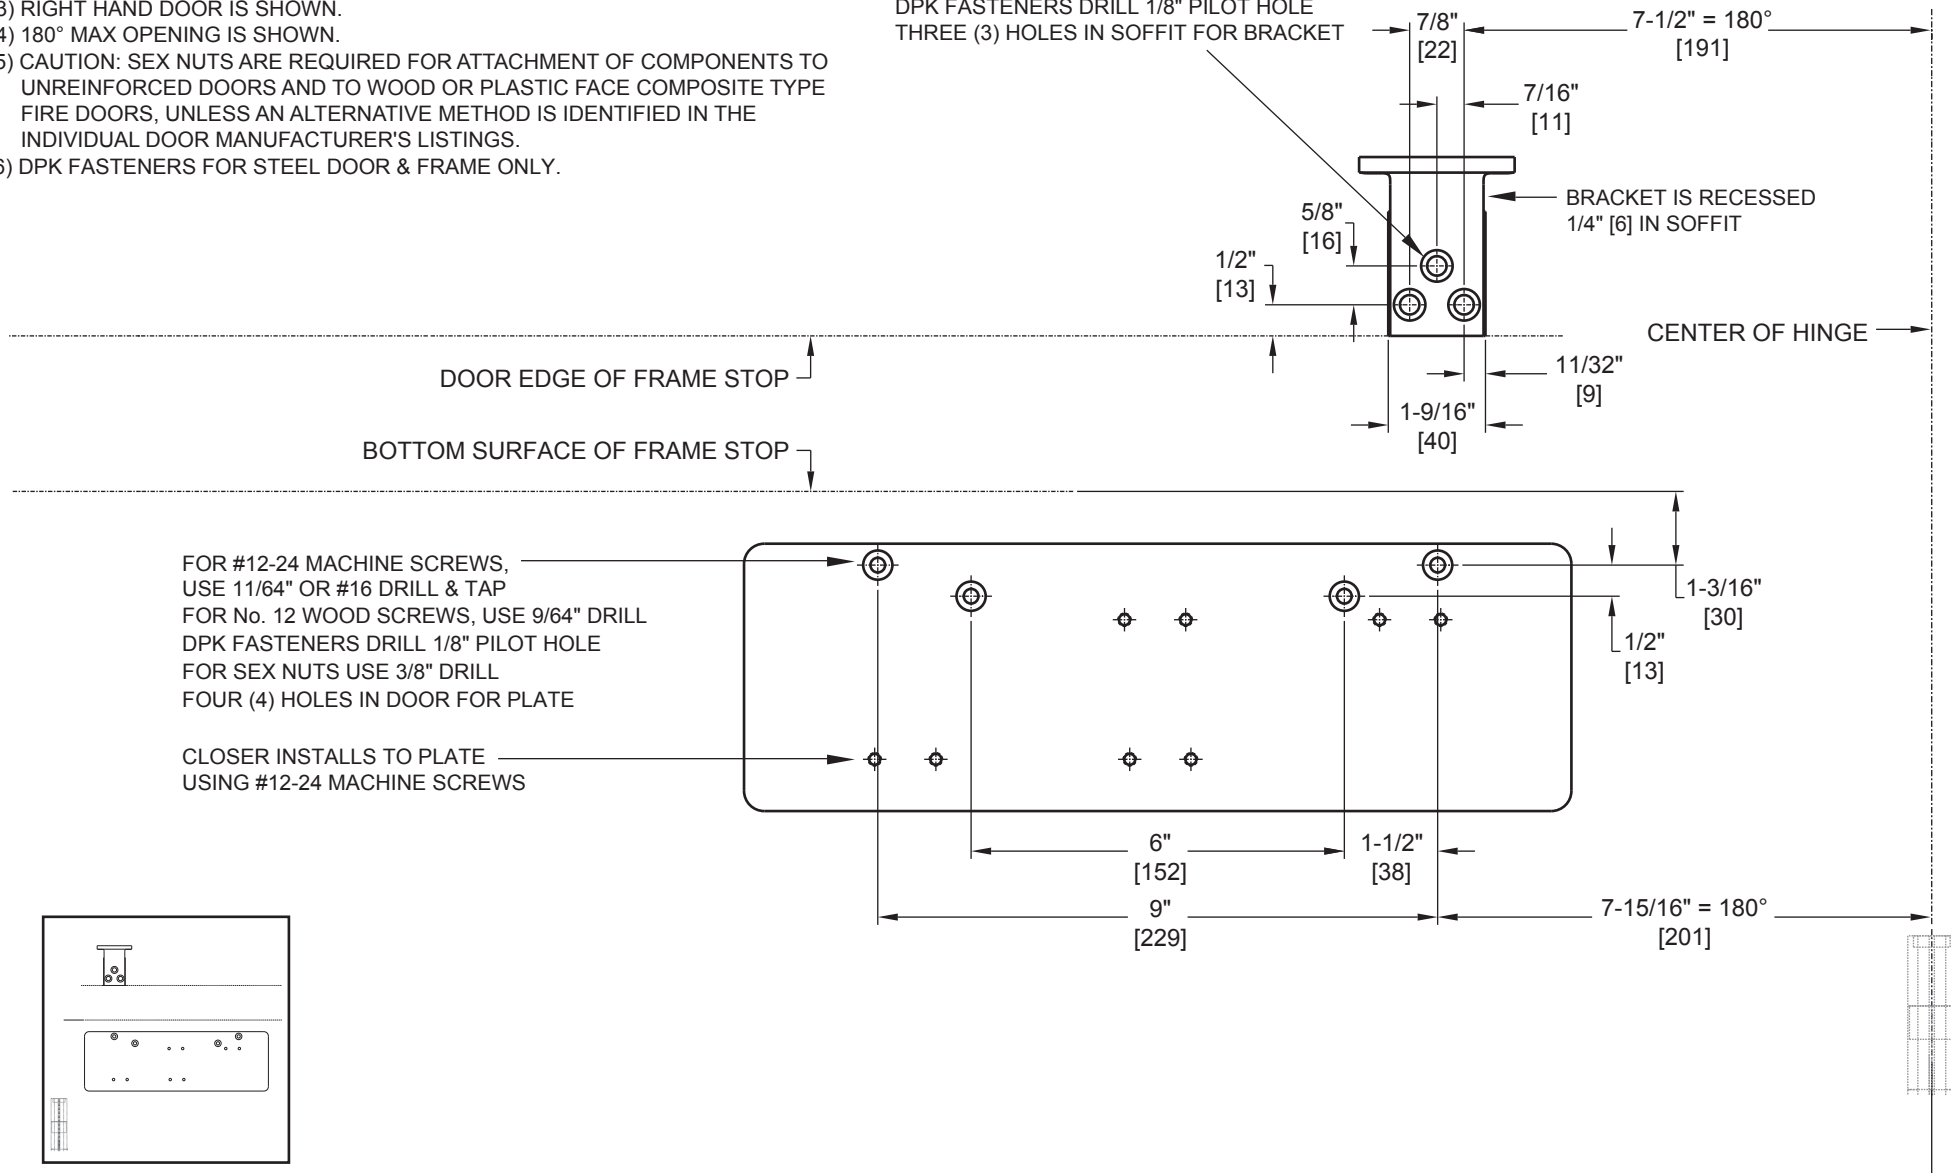 3) RIGHT HAND DOOR IS SHOWN.
4) 180° MAX OPENING IS SHOWN.
5) CAUTION: SEX NUTS ARE REQUIRED FOR ATTACHMENT OF COMPONENTS TO
UNREINFORCED DOORS AND TO WOOD OR PLASTIC FACE COMPOSITE TYPE
FIRE DOORS, UNLESS AN ALTERNATIVE METHOD IS IDENTIFIED IN THE
INDIVIDUAL DOOR MANUFACTURER'S LISTINGS.
6) DPK FASTENERS FOR STEEL DOOR & FRAME ONLY.
DPK FASTENERS DRILL 1/8" PILOT HOLE
THREE (3) HOLES IN SOFFIT FOR BRACKET
7/8"
[22]
7-1/2" = 180°
[191]
7/16"
[11]
BRACKET IS RECESSED
1/4" [6] IN SOFFIT
5/8"
[16]
1/2"
[13]
CENTER OF HINGE
11/32"
[9]
1-9/16"
[40]
DOOR EDGE OF FRAME STOP
BOTTOM SURFACE OF FRAME STOP
FOR #12-24 MACHINE SCREWS,
USE 11/64" OR #16 DRILL & TAP
FOR No. 12 WOOD SCREWS, USE 9/64" DRILL
DPK FASTENERS DRILL 1/8" PILOT HOLE
FOR SEX NUTS USE 3/8" DRILL
FOUR (4) HOLES IN DOOR FOR PLATE
CLOSER INSTALLS TO PLATE
USING #12-24 MACHINE SCREWS
1-3/16"
[30]
1/2"
[13]
6"
[152]
1-1/2"
[38]
9"
[229]
7-15/16" = 180°
[201]